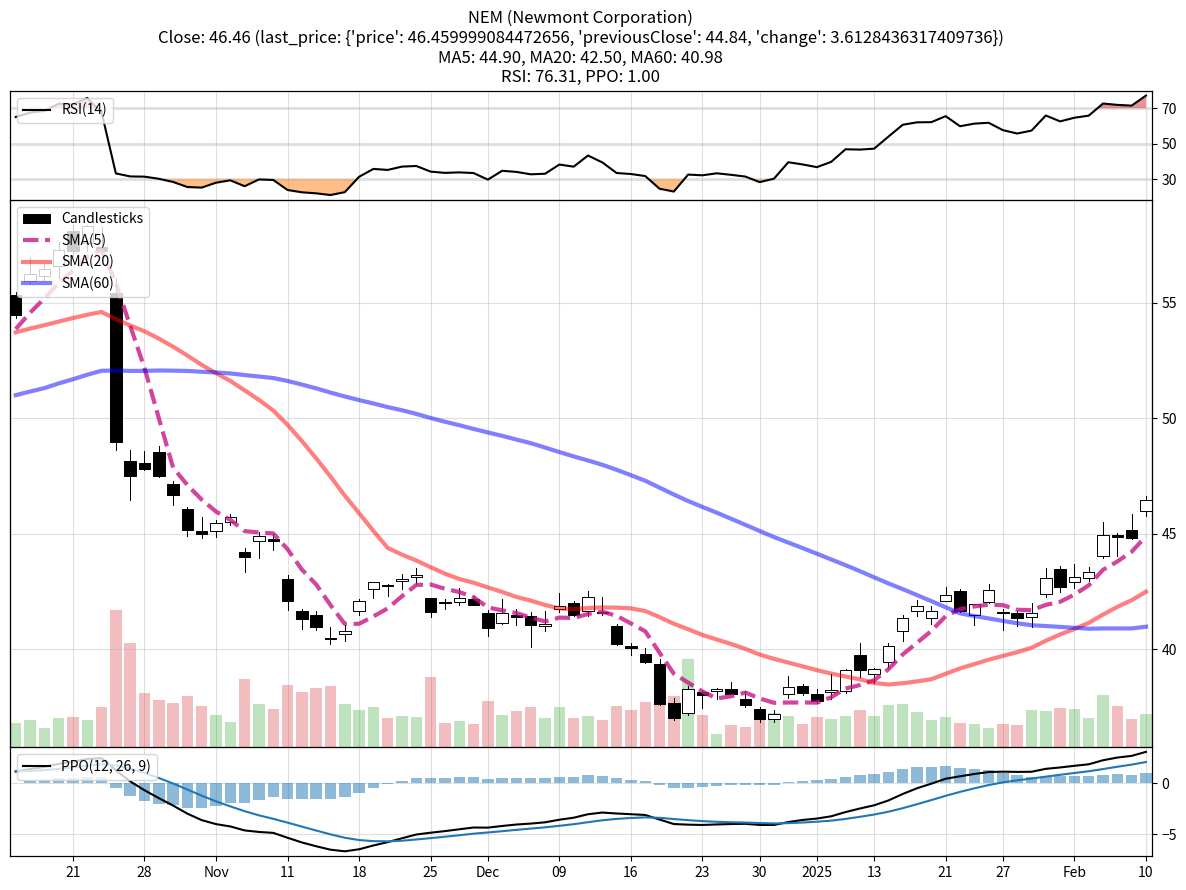 NEM (Newmont Corporation)
Close: 46.46 (last_price: {'price': 46.459999084472656, 'previousClose': 44.84, 'change': 3.6128436317409736})
MA5: 44.90, MA20: 42.50, MA60: 40.98
RSI: 76.31, PPO: 1.00
RSI(14)
70
50
30
Candlesticks
SMA(5)
SMA(20)
SMA(60)
55
50
45
40
PPO(12, 26, 9)
0
−5
21 28 Nov 11 18 25 Dec 09 16 23 30 2025 13 21 27 Feb 10